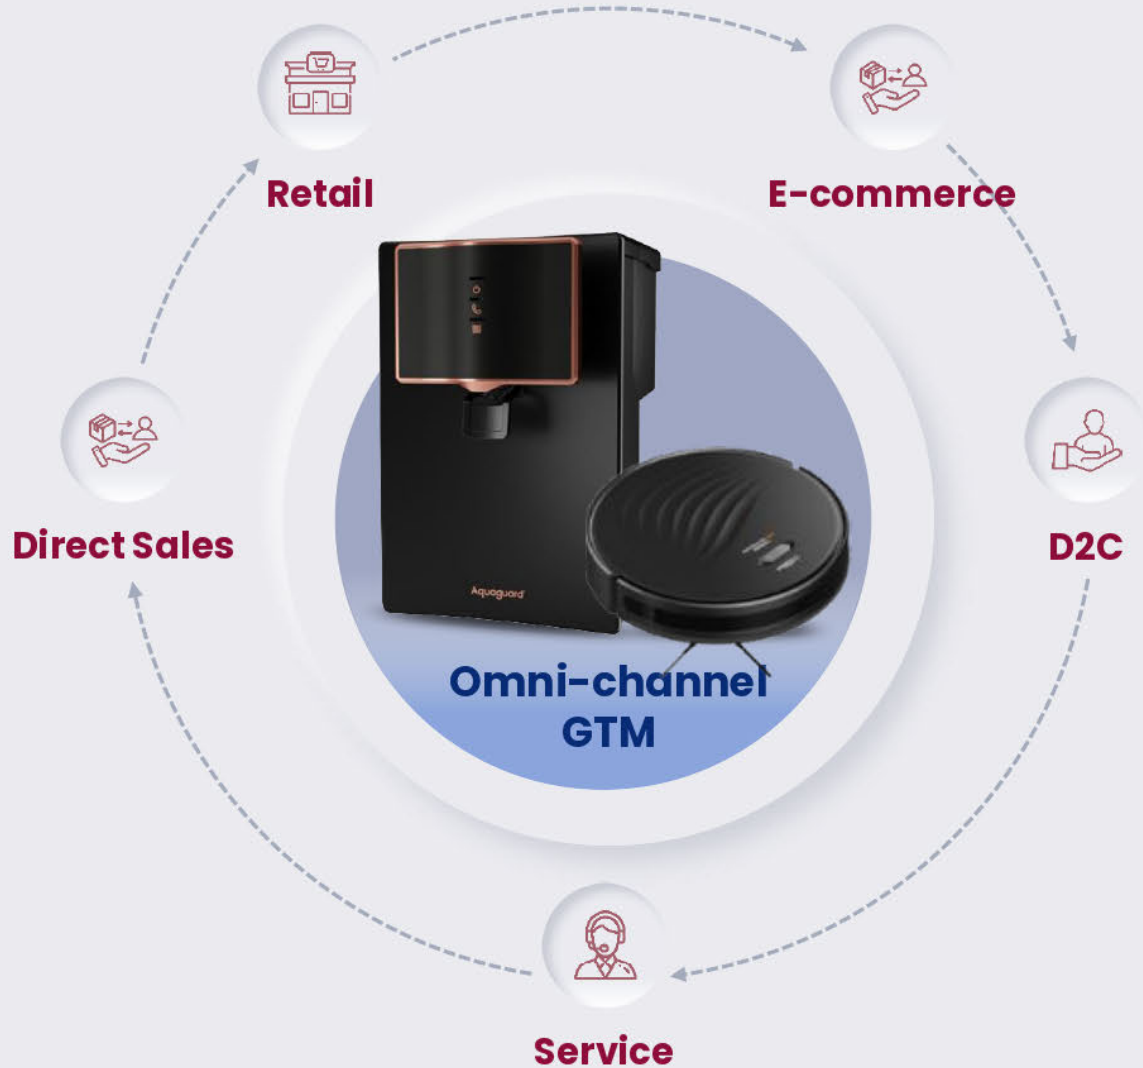 Retail
E-commerce
Direct Sales
D2C
Aquaguard
Omni-channel
GTM
Service